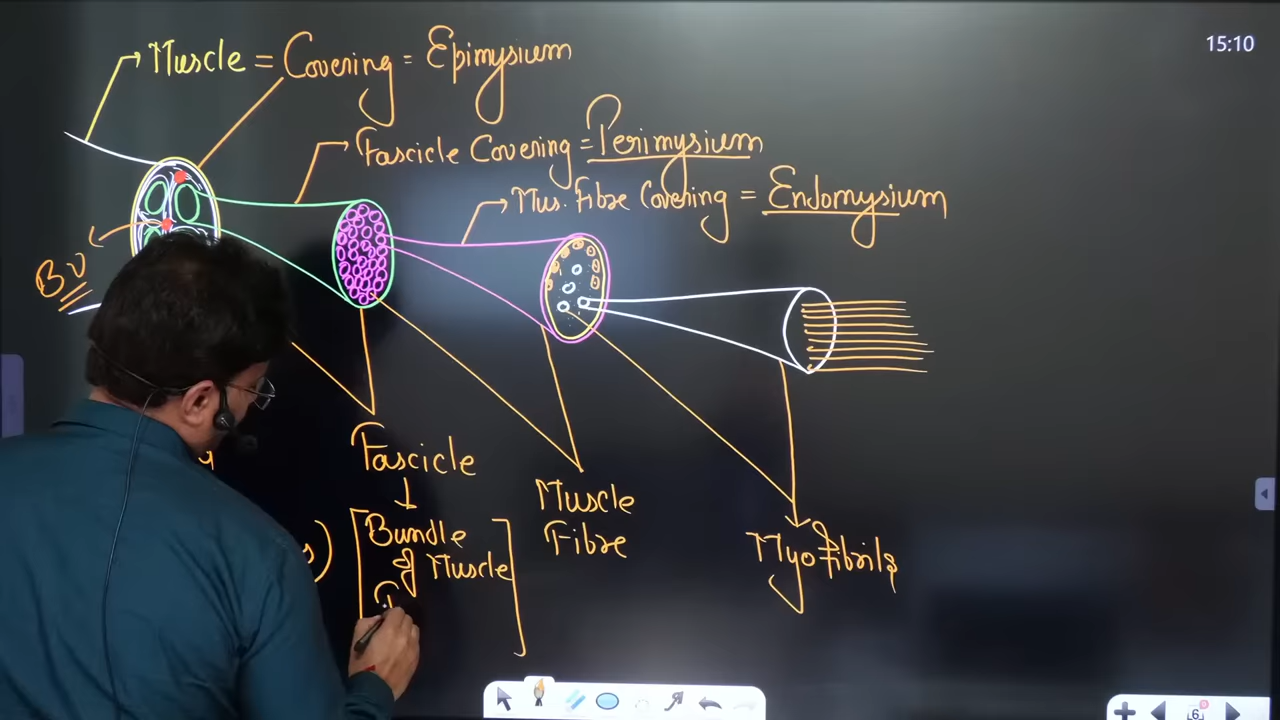 15:10
Muscle = Covering = Epimysium
Fascicle Covering = Perimysium
Mus. Fibre Covering = Endomysium
BV
Fascicle
Bundle
of Muscle
Muscle
Fibre
Myofibrils
s)
6